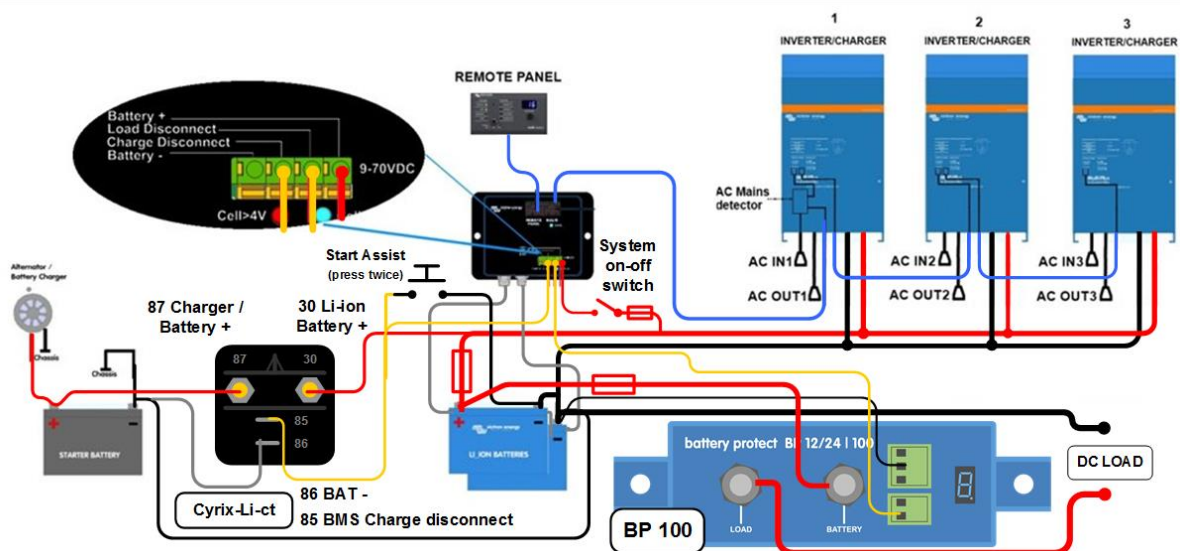 1
INVERTER/CHARGER
2
INVERTER/CHARGER
3
INVERTER/CHARGER
REMOTE PANEL
Battery +
Load Disconnect
Charge Disconnect
Battery -
9-70VDC
Cell>4V
AC Mains
detector
System
on-off
switch
Start Assist
(press twice)
AC IN1
AC OUT1
AC IN2
AC OUT2
AC IN3
AC OUT3
Alternator /
Battery Charger
Chassis
Chassis
87 Charger /
Battery +
30 Li-ion
Battery +
87
30
85
86
+
-
STARTER BATTERY
+
-
LI_ION BATTERIES
Cyrix-Li-ct
86 BAT -
85 BMS Charge disconnect
battery protect BP 12/24 | 100
LOAD
BATTERY
8
BP 100
DC LOAD